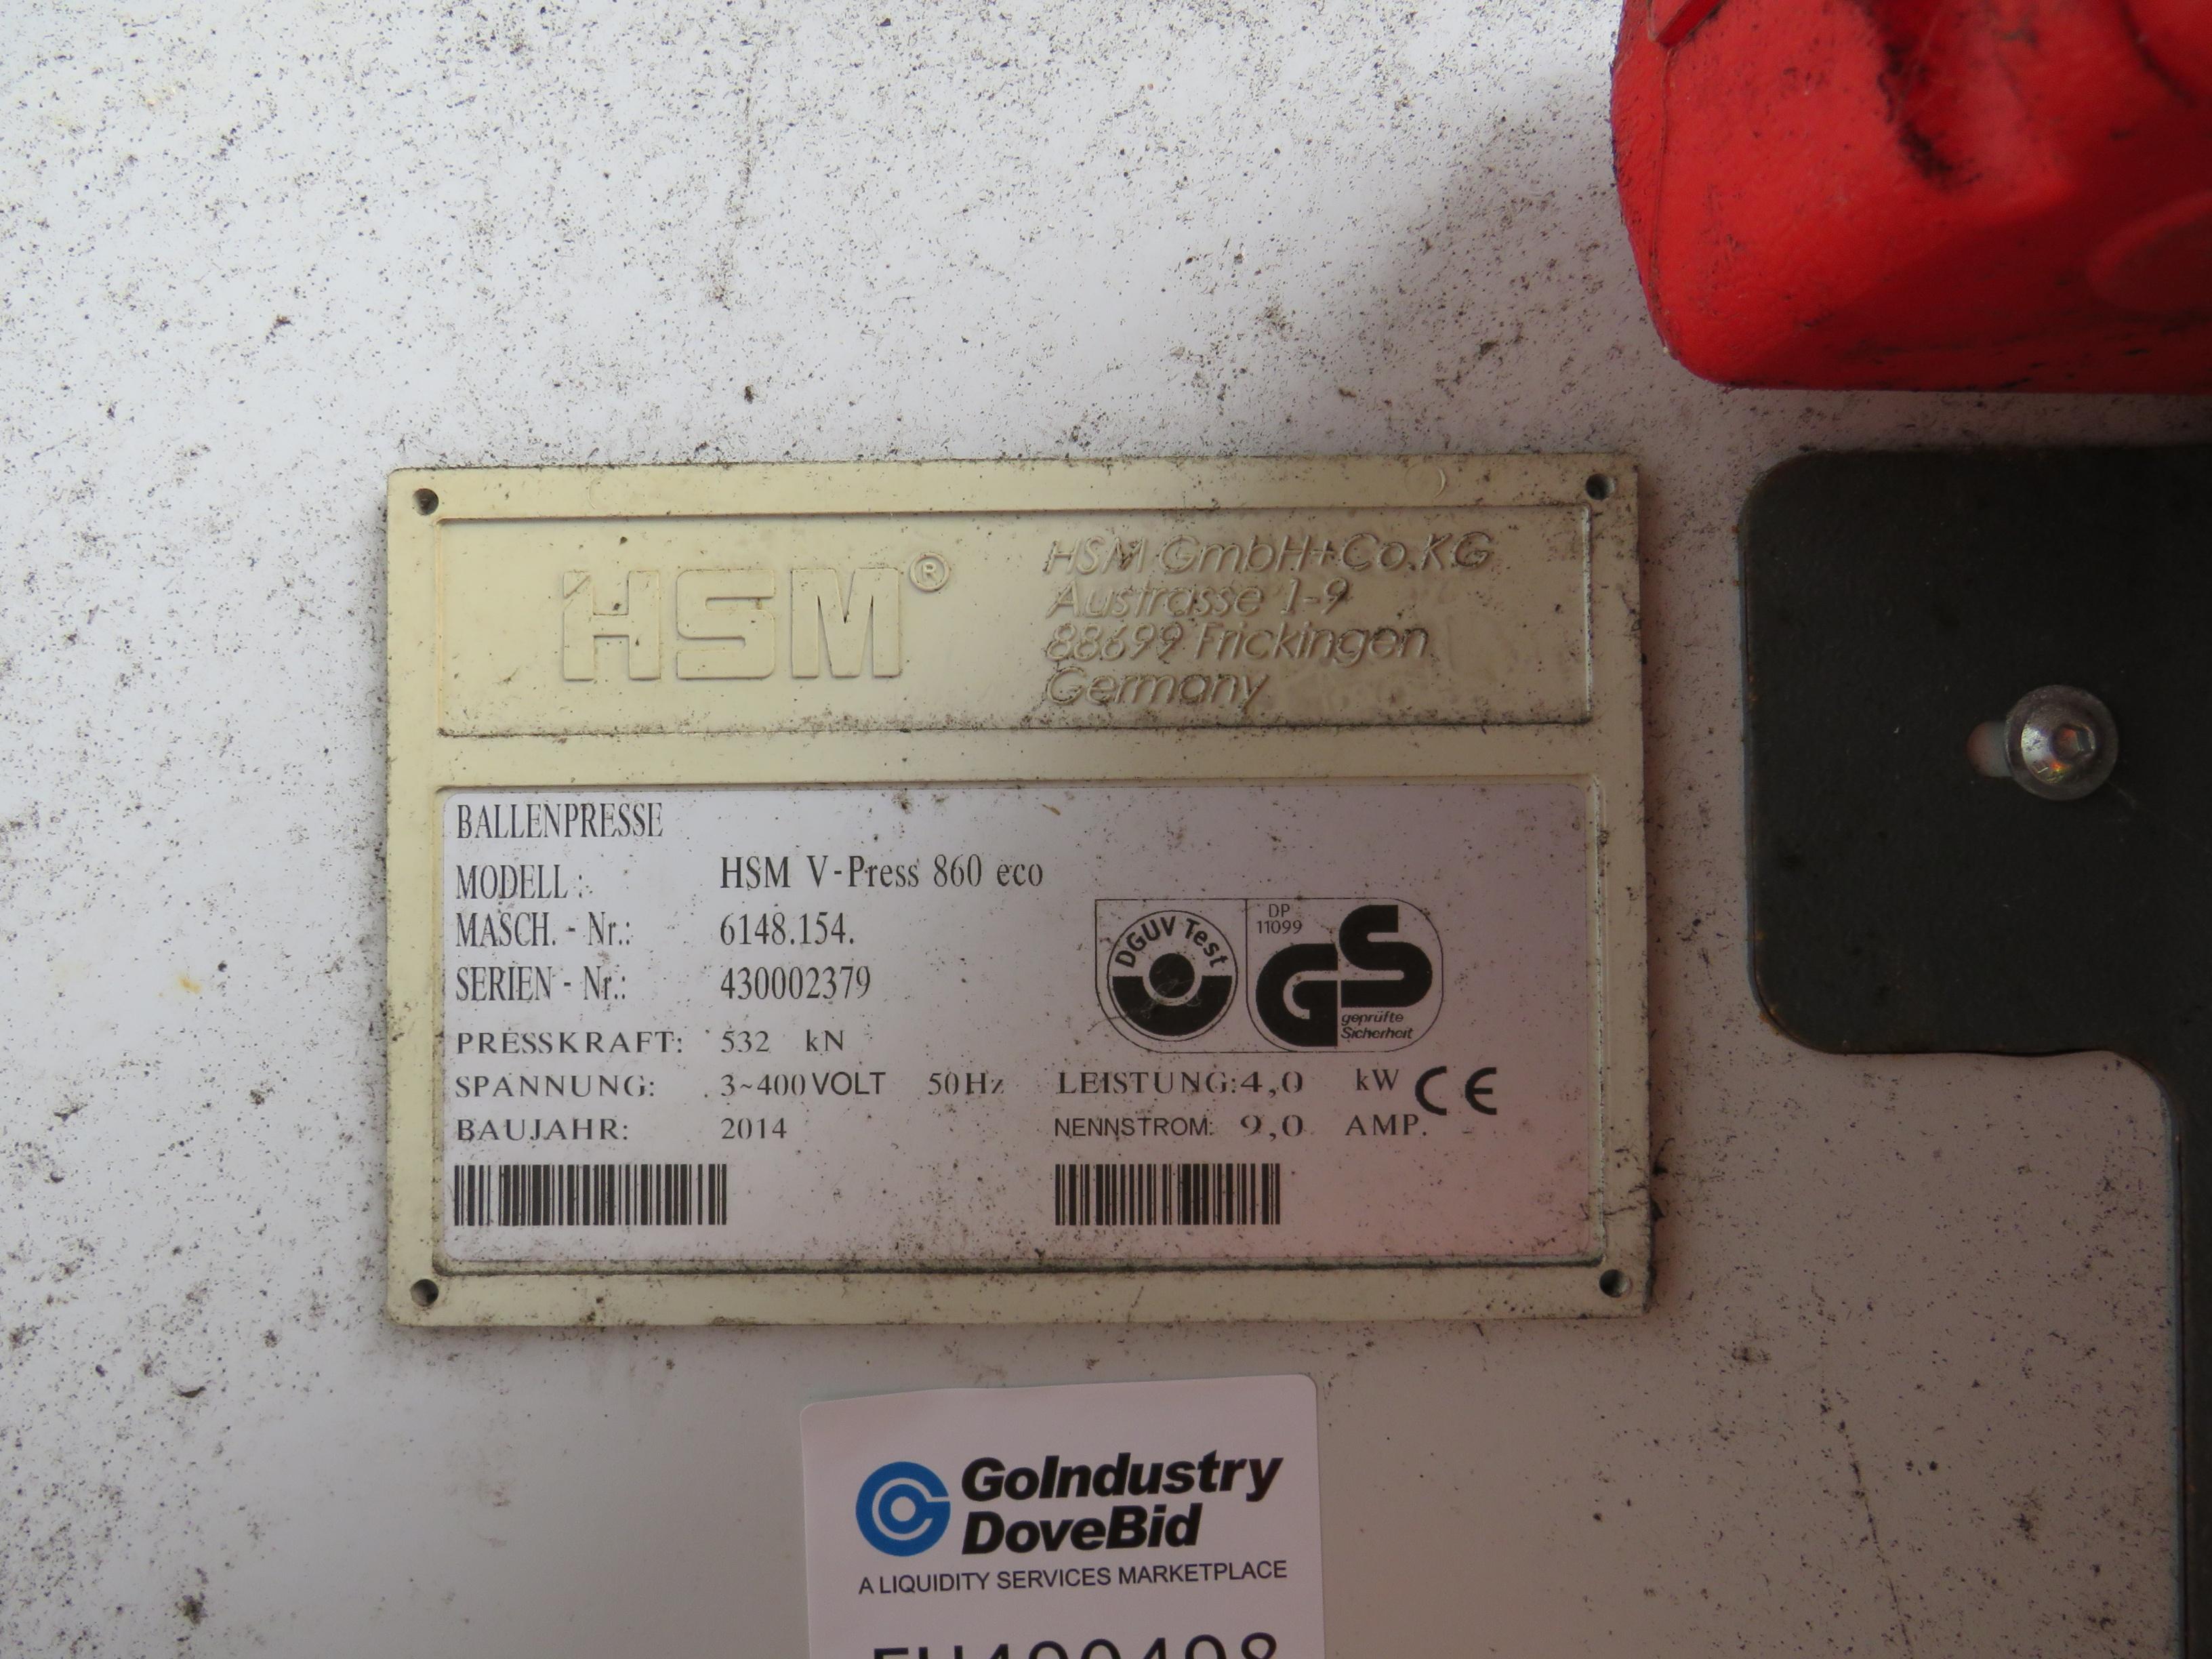 HSM®
HSM GmbH+Co.KG
Austrasse 1-9
88699 Frickingen
Germany
BALLENPRESSE
MODELL: HSM V-Press 860 eco
MASCH. - Nr.: 6148.154.
SERIEN - Nr.: 430002379
DGUV Test
DP
11099
GS
geprüfte
Sicherheit
PRESSKRAFT: 532 kN
SPANNUNG: 3~400 VOLT 50 Hz LEISTUNG: 4,0 kW CE
BAUJAHR: 2014 NENNSTROM: 9,0 AMP.
GoIndustry
DoveBid
A LIQUIDITY SERVICES MARKETPLACE